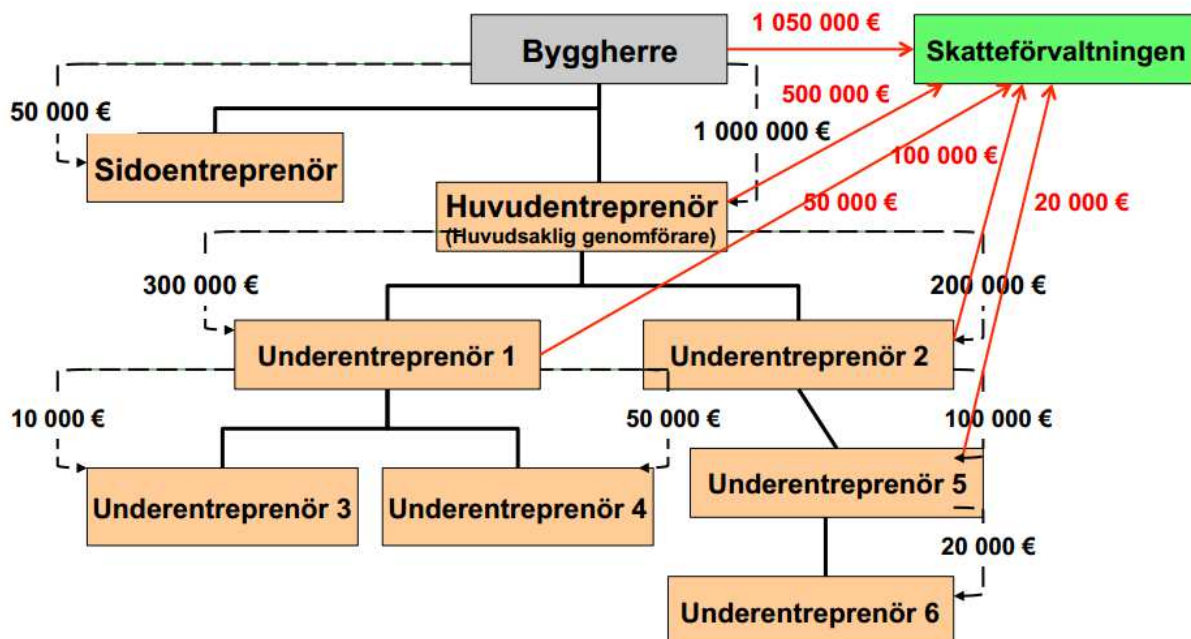 1 050 000 €
Byggherre
Skatteförvaltningen
50 000 €
500 000 €
1 000 000 €
Sidoentreprenör
100 000 €
Huvudentreprenör
(Huvudsaklig genomförare)
50 000 €
20 000 €
300 000 €
200 000 €
Underentreprenör 1
Underentreprenör 2
10 000 €
50 000 €
100 000 €
Underentreprenör 3
Underentreprenör 4
Underentreprenör 5
20 000 €
Underentreprenör 6